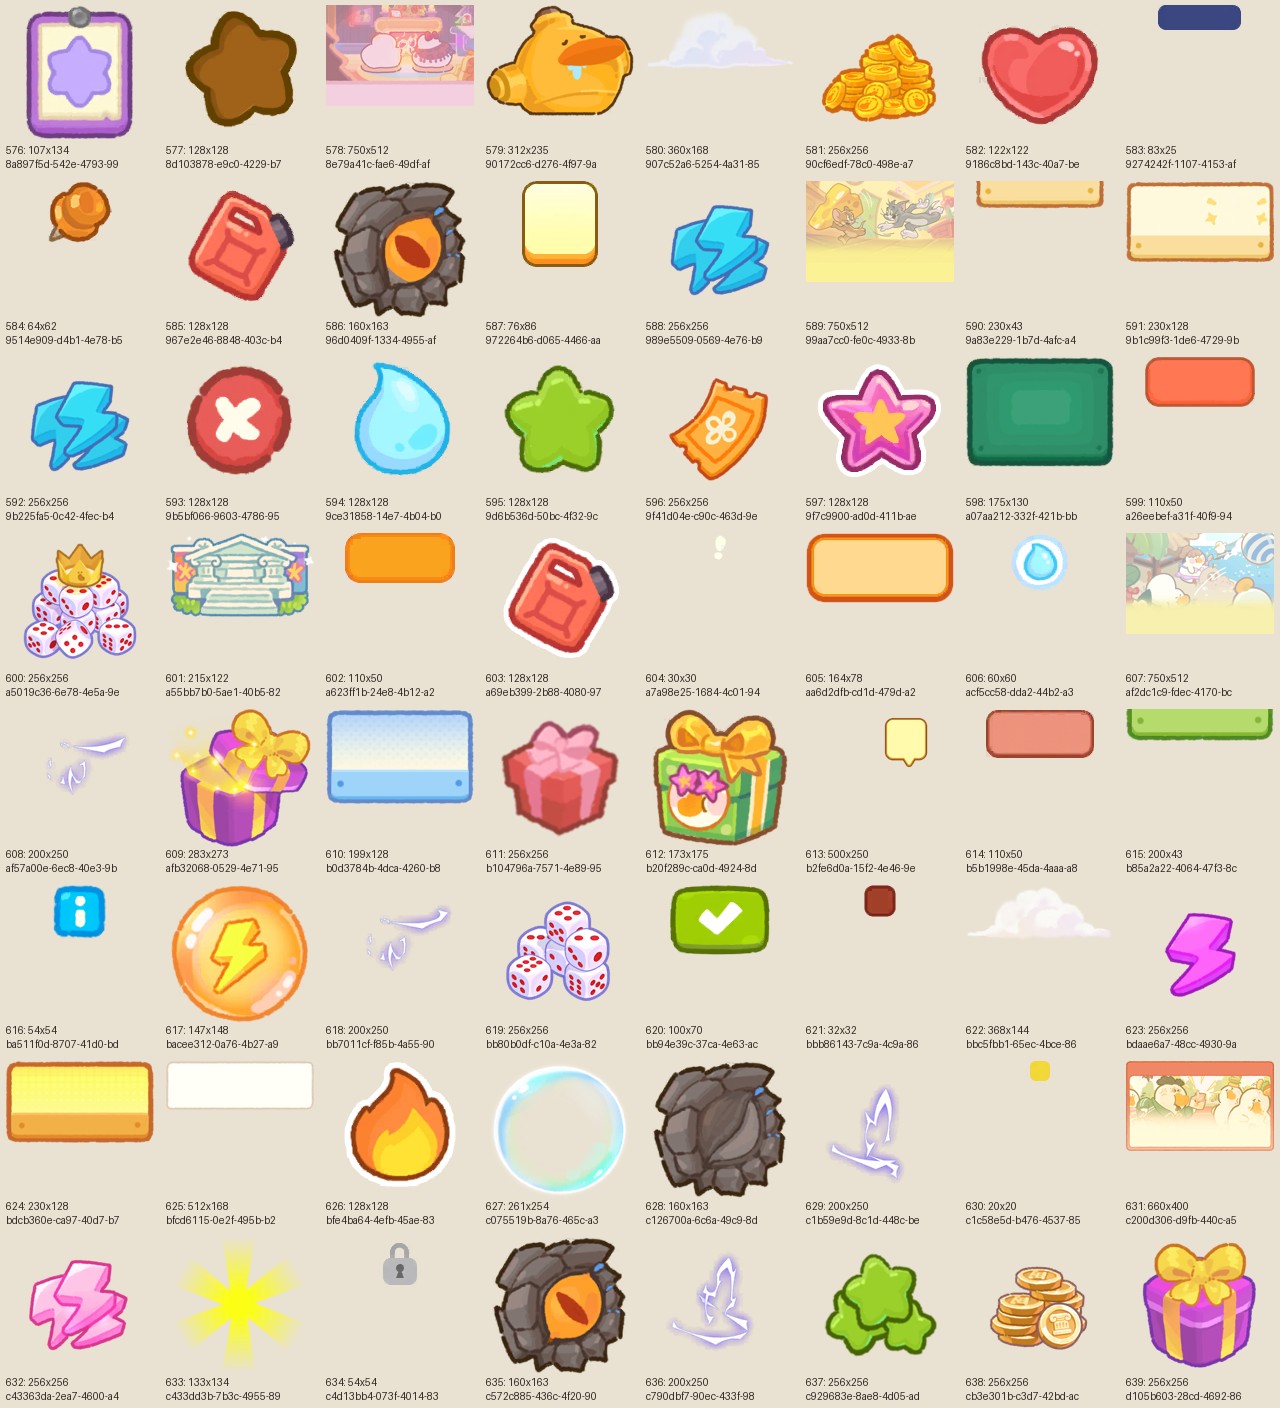 576: 107x134
8a897f5d-542e-4793-99
577: 128x128
8d103878-e9c0-4229-b7
578: 750x512
8e79a41c-fae6-49df-af
579: 312x235
90172cc6-d276-4f97-9a
580: 360x168
907c52a6-5254-4a31-85
581: 256x256
90cf6edf-78c0-498e-a7
582: 122x122
9186c8bd-143c-40a7-be
583: 83x25
9274242f-1107-4153-af
584: 64x62
9514e909-d4b1-4e78-b5
585: 128x128
967e2e46-8848-403c-b4
586: 160x163
96d0409f-1334-4955-af
587: 76x86
972264b6-d065-4466-aa
588: 256x256
989e5509-0569-4e76-b9
589: 750x512
99aa7cc0-fe0c-4933-8b
590: 230x43
9a83e229-1b7d-4afc-a4
591: 230x128
9b1c99f3-1de6-4729-9b
592: 256x256
9b225fa5-0c42-4fec-b4
593: 128x128
9b5bf066-9603-4786-95
594: 128x128
9ce31858-14e7-4b04-b0
595: 128x128
9d6b536d-50bc-4f32-9c
596: 256x256
9f41d04e-c90c-463d-9e
597: 128x128
9f7c9900-ad0d-411b-ae
598: 175x130
a07aa212-332f-421b-bb
599: 110x50
a26eebef-a31f-40f9-94
600: 256x256
a5019c36-6e78-4e5a-9e
601: 215x122
a55bb7b0-5ae1-40b5-82
602: 110x50
a623ff1b-24e8-4b12-a2
603: 128x128
a69eb399-2b88-4080-97
604: 30x30
a7a98e25-1684-4c01-94
605: 164x78
aa6d2dfb-cd1d-479d-a2
606: 60x60
acf5cc58-dda2-44b2-a3
607: 750x512
af2dc1c9-fdec-4170-bc
608: 200x250
af57a00e-6ec8-40e3-9b
609: 283x273
afb32068-0529-4e71-95
610: 199x128
b0d3784b-4dca-4260-b8
611: 256x256
b104796a-7571-4e89-95
612: 173x175
b20f289c-ca0d-4924-8d
613: 500x250
b2fe6d0a-15f2-4e46-9e
614: 110x50
b5b1998e-45da-4aaa-a8
615: 200x43
b85a2a22-4064-47f3-8c
616: 54x54
ba511f0d-8707-41d0-bd
617: 147x148
bacee312-0a76-4b27-a9
618: 200x250
bb7011cf-f85b-4a55-90
619: 256x256
bb80b0df-c10a-4e3a-82
620: 100x70
bb94e39c-37ca-4e63-ac
621: 32x32
bbb86143-7c9a-4c9a-86
622: 368x144
bbc5fbb1-65ec-4bce-86
623: 256x256
bdaae6a7-48cc-4930-9a
624: 230x128
bdcb360e-ca97-40d7-b7
625: 512x168
bfcd6115-0e2f-495b-b2
626: 128x128
bfe4ba64-4efb-45ae-83
627: 261x254
c075519b-8a76-465c-a3
628: 160x163
c126700a-6c6a-49c9-8d
629: 200x250
c1b59e9d-8c1d-448c-be
630: 20x20
c1c58e5d-b476-4537-85
631: 660x400
c200d306-d9fb-440c-a5
632: 256x256
c43363da-2ea7-4600-a4
633: 133x134
c433dd3b-7b3c-4955-89
634: 54x54
c4d13bb4-073f-4014-83
635: 160x163
c572c885-436c-4f20-90
636: 200x250
c790dbf7-90ec-433f-98
637: 256x256
c929683e-8ae8-4d05-ad
638: 256x256
cb3e301b-c3d7-42bd-ac
639: 256x256
d105b603-28cd-4692-86